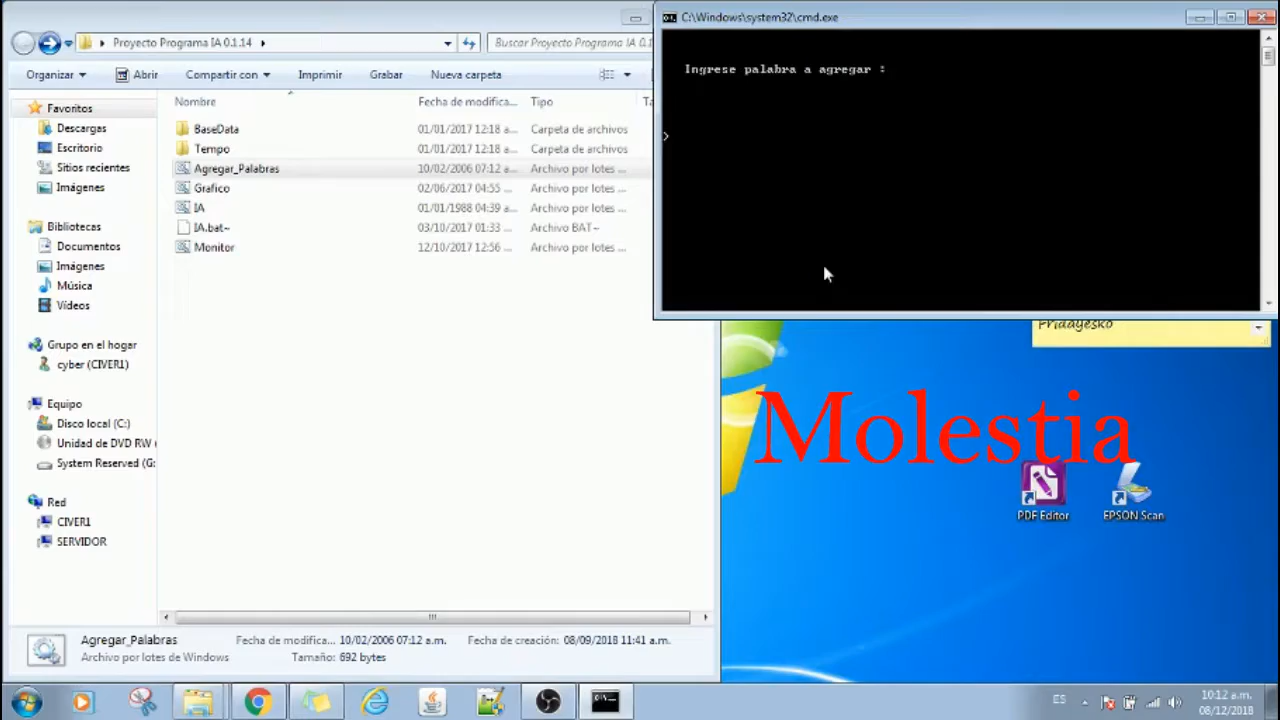 C:\Windows\system32\cmd.exe
Ingrese palabra a agregar :
>
Proyecto Programa IA 0.1.14
Buscar Proyecto Programa IA 0.1
Organizar
Abrir
Compartir con
Imprimir
Grabar
Nueva carpeta
Favoritos
Descargas
Escritorio
Sitios recientes
Imágenes
Bibliotecas
Documentos
Imágenes
Música
Vídeos
Grupo en el hogar
cyber (CIVER1)
Equipo
Disco local (C:)
Unidad de DVD RW (
System Reserved (G:
Red
CIVER1
SERVIDOR
Nombre Fecha de modifica... Tipo Ta
BaseData 01/01/2017 12:18 a... Carpeta de archivos
Tempo 01/01/2017 12:18 a... Carpeta de archivos
Agregar_Palabras 10/02/2006 07:12 a... Archivo por lotes ...
Grafico 02/06/2017 04:55 ... Archivo por lotes ...
IA 01/01/1988 04:39 a... Archivo por lotes ...
IA.bat~ 03/10/2017 01:33 ... Archivo BAT~
Monitor 12/10/2017 12:56 ... Archivo por lotes ...
Fridayesko
Molestia
PDF Editor
EPSON Scan
Agregar_Palabras Fecha de modifica... 10/02/2006 07:12 a.m. Fecha de creación: 08/09/2018 11:41 a.m.
Archivo por lotes de Windows Tamaño: 692 bytes
ES
10:12 a.m.
08/12/2018